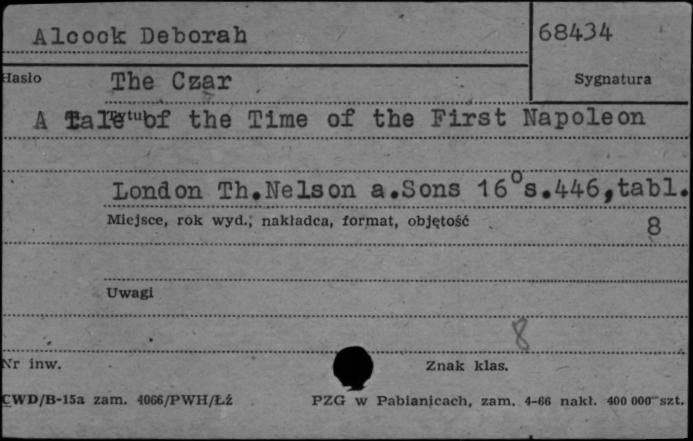 Alcock Deborah
68434
Hasło
The Czar
Sygnatura
Tytuł
A Tale of the Time of the First Napoleon
London Th.Nelson a.Sons 16°s.446,tabl.
Miejsce, rok wyd., nakładca, format, objętość
8
Uwagi
8
Nr inw.
Znak klas.
CWD/B-15a zam. 4066/PWH/Łź
PZG w Pabianicach, zam. 4-66 nakł. 400 000 szt.